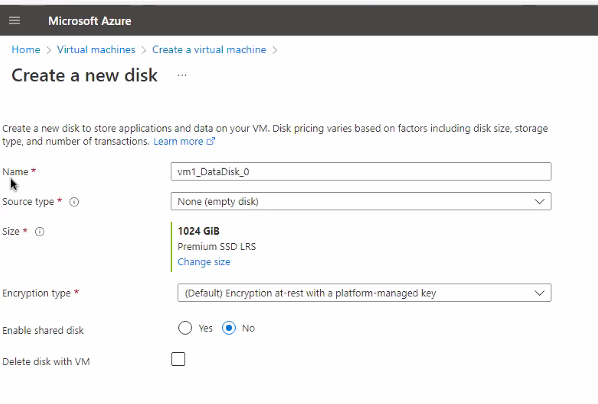 Microsoft Azure
Home > Virtual machines > Create a virtual machine >
Create a new disk ...
Create a new disk to store applications and data on your VM. Disk pricing varies based on factors including disk size, storage
type, and number of transactions. Learn more
Name * vm1_DataDisk_0
Source type * None (empty disk)
Size * 1024 GiB
Premium SSD LRS
Change size
Encryption type * (Default) Encryption at-rest with a platform-managed key
Enable shared disk Yes No
Delete disk with VM